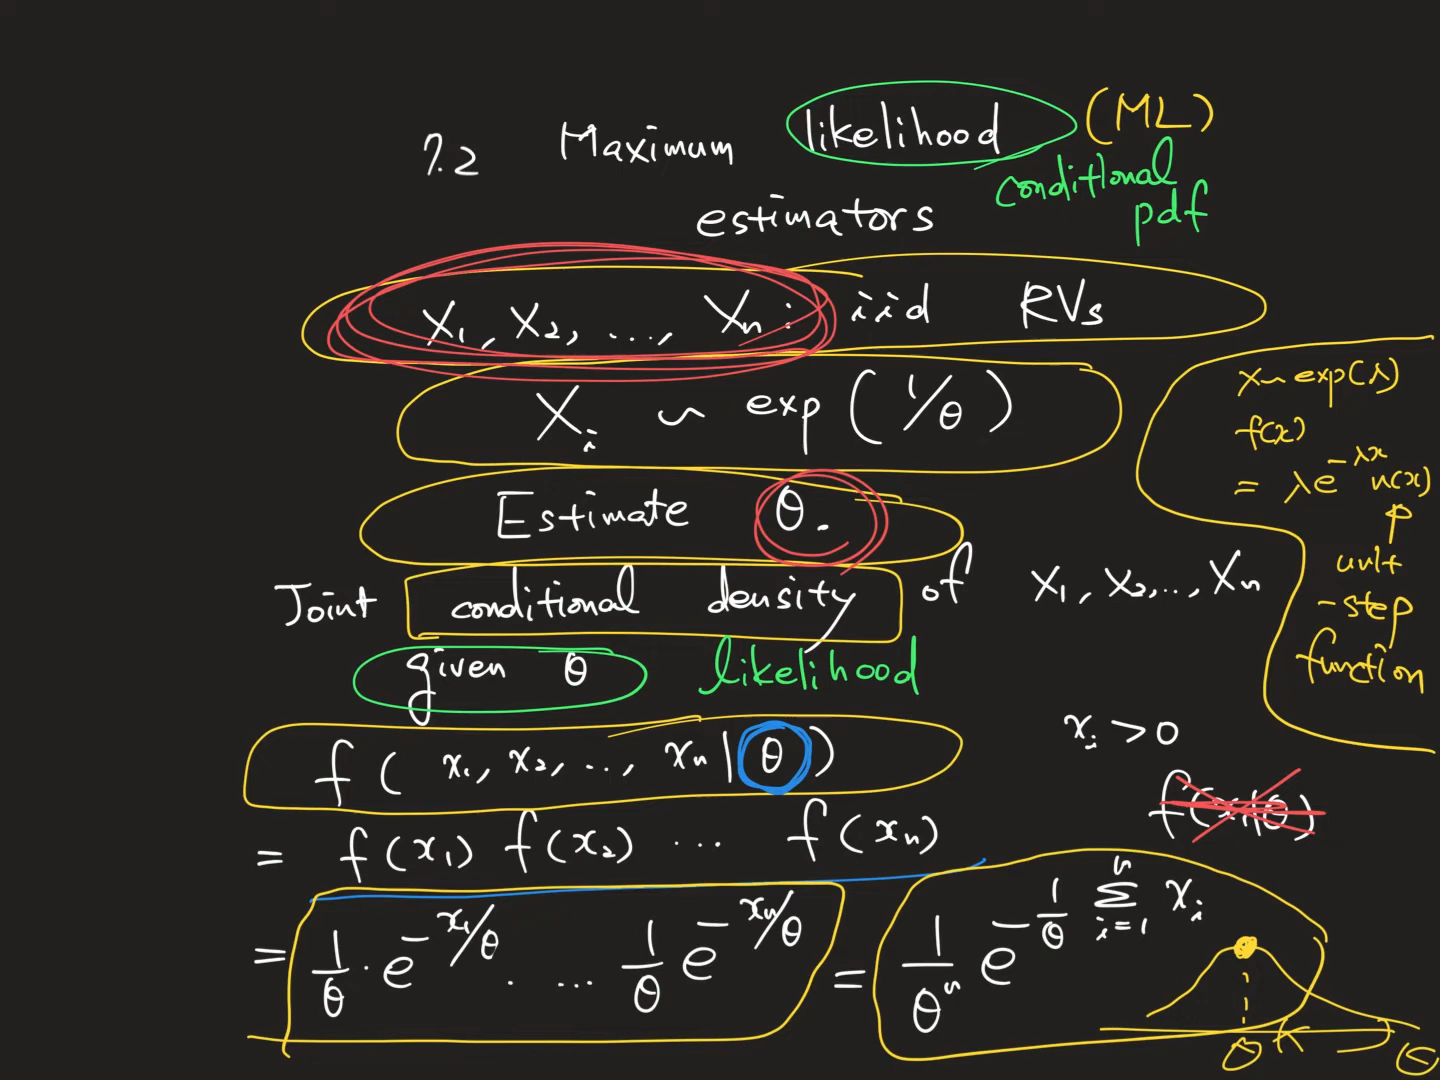 7.2 Maximum likelihood (ML)
conditional
pdf
estimators
X₁, X₂, ..., Xₙ : iid RVs
Xᵢ ~ exp (1/θ)
Estimate θ.
Joint conditional density of X₁, X₂, .., Xₙ
given θ likelihood
f( x₁, x₂, .., xₙ | θ )
= f(x₁) f(x₂) ... f(xₙ)
= 1/θ · e^(-x₁/θ) · ... 1/θ e^(-xₙ/θ) = 1/θⁿ e^(-1/θ Σ_{i=1}^n xᵢ)
X~exp(λ)
f(x)
= λe^(-λx) u(x)
unit
-step
function
xᵢ > 0